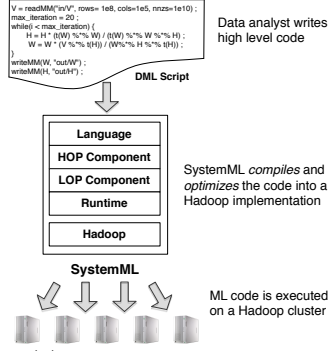 V = readMM("in/V", rows= 1e8, cols=1e5, nnzs=1e10) ;
max_iteration = 20 ;
while(i < max_iteration) {
H = H * (t(W) %*% V) / (t(W) %*% W %*% H) ;
W = W * (V %*% t(H)) / (W%*% H %*% t(H)) ;
}
writeMM(W, "out/W") ;
writeMM(H, "out/H") ;
DML Script
Data analyst writes
high level code
Language
HOP Component
LOP Component
Runtime
Hadoop
SystemML
SystemML compiles and
optimizes the code into a
Hadoop implementation
ML code is executed
on a Hadoop cluster